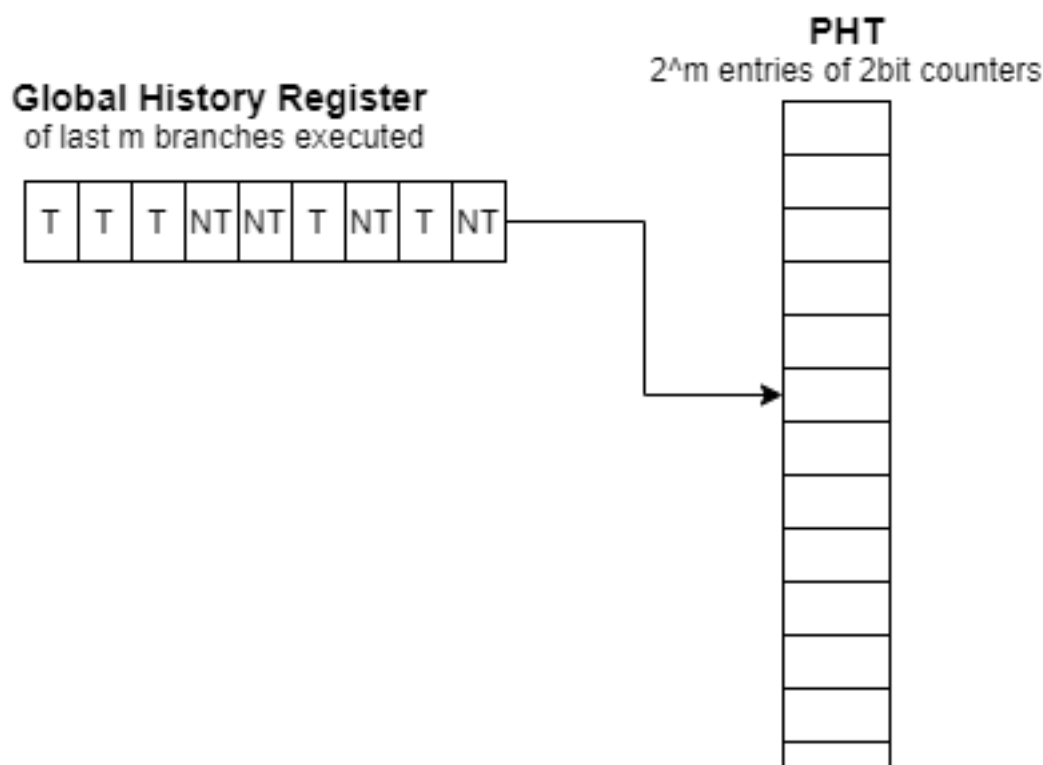 PHT
2^m entries of 2bit counters
Global History Register
of last m branches executed
T T T NT NT T NT T NT